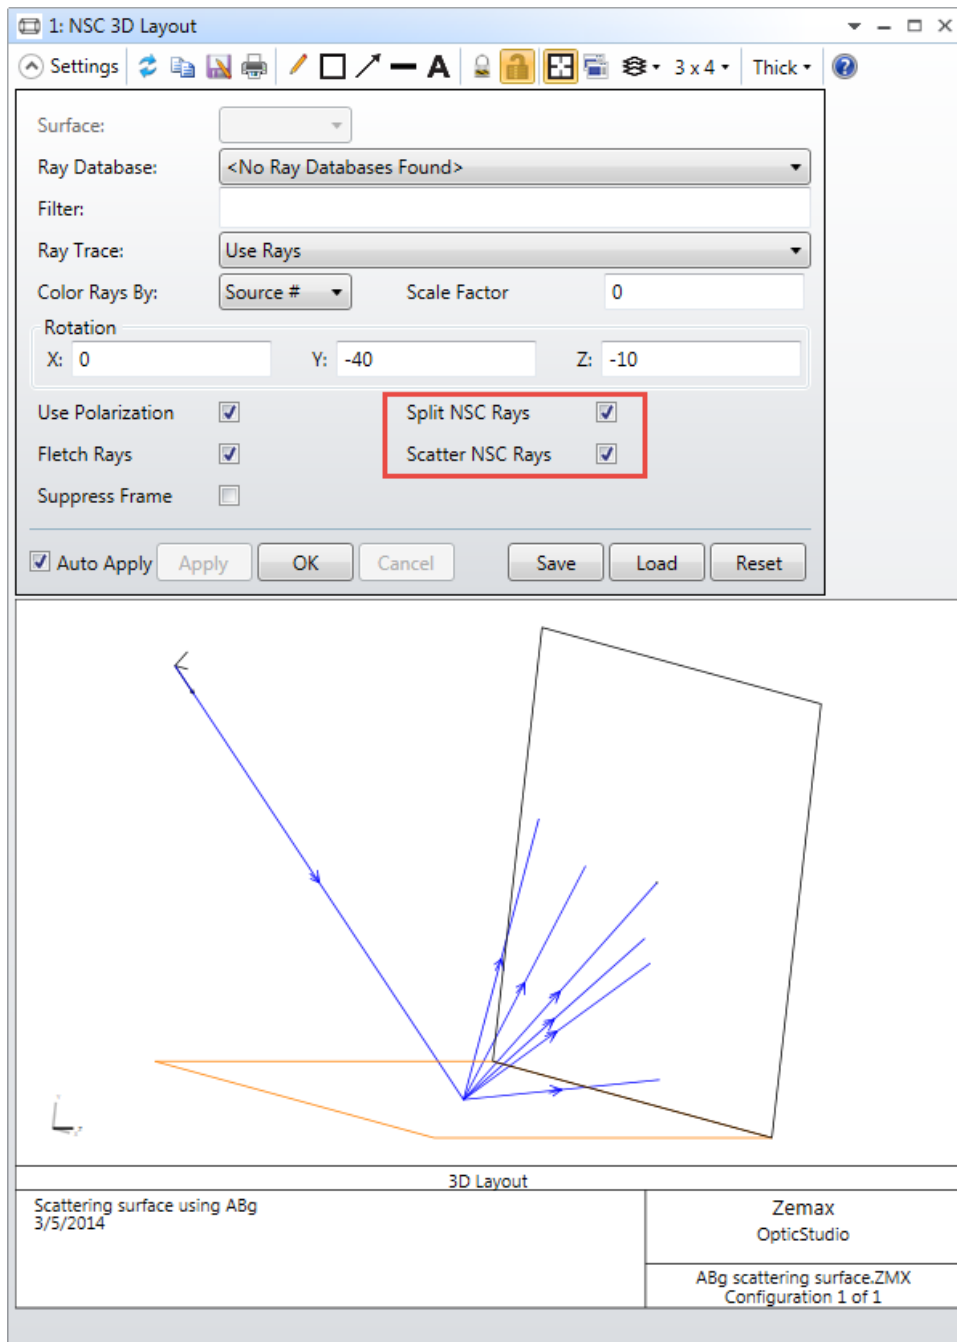 1: NSC 3D Layout
Settings A 3 x 4 Thick
Surface:
Ray Database: <No Ray Databases Found>
Filter:
Ray Trace: Use Rays
Color Rays By: Source # Scale Factor 0
Rotation
X: 0 Y: -40 Z: -10
Use Polarization Split NSC Rays
Fletch Rays Scatter NSC Rays
Suppress Frame
Auto Apply Apply OK Cancel Save Load Reset
3D Layout
Scattering surface using ABg
3/5/2014
Zemax
OpticStudio
ABg scattering surface.ZMX
Configuration 1 of 1